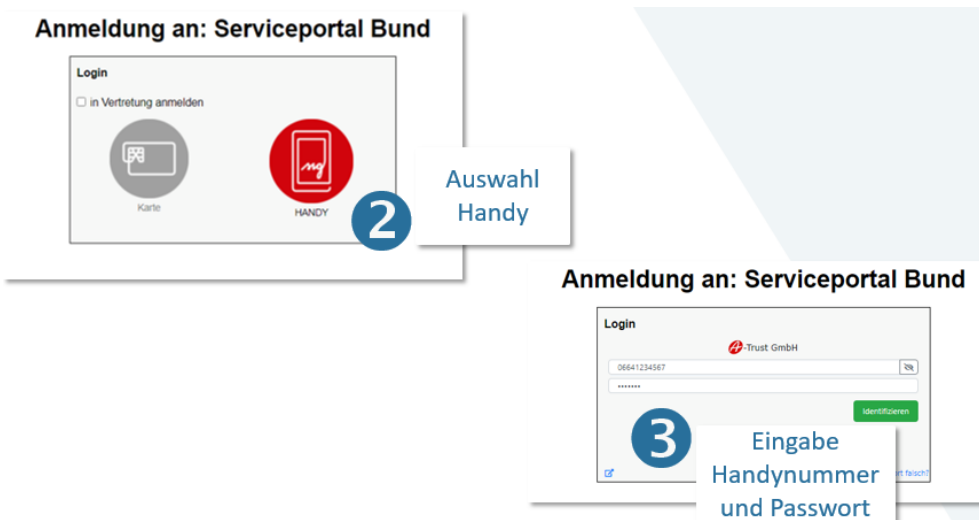 Anmeldung an: Serviceportal Bund
Login
in Vertretung anmelden
Karte
HANDY
2
Auswahl
Handy
Anmeldung an: Serviceportal Bund
Login
A-Trust GmbH
06641234567
•••••••
Identifizieren
3
Eingabe
Handynummer
und Passwort
falsch?